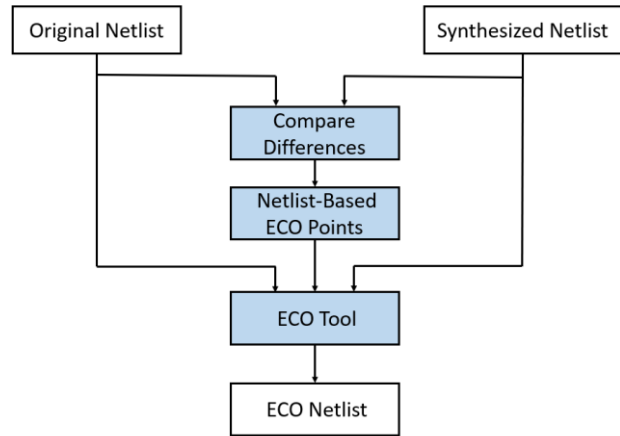 Original Netlist
Synthesized Netlist
Compare
Differences
Netlist-Based
ECO Points
ECO Tool
ECO Netlist